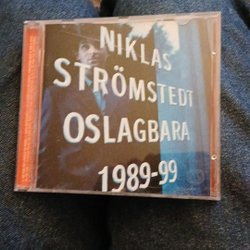 NIKLAS
STRÖMSTEDT
OSLAGBARA
1989-99